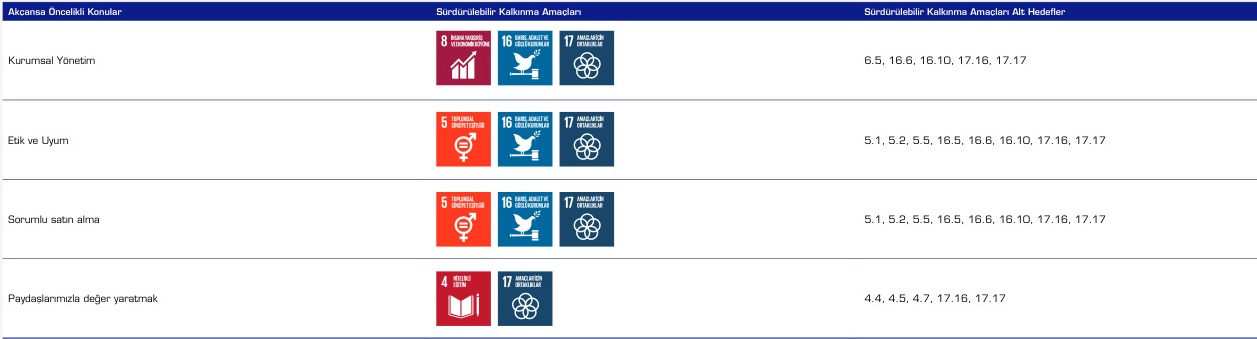 Akçansa Öncelikli Konular Sürdürülebilir Kalkınma Amaçları Sürdürülebilir Kalkınma Amaçları Alt Hedefler
Kurumsal Yönetim
8 İNSANA YAKIŞIR İŞ VE EKONOMİK BÜYÜME
16 BARIŞ, ADALET VE GÜÇLÜ KURUMLAR
17 AMAÇLAR İÇİN ORTAKLIKLAR
6.5, 16.6, 16.10, 17.16, 17.17
Etik ve Uyum
5 TOPLUMSAL CİNSİYET EŞİTLİĞİ
16 BARIŞ, ADALET VE GÜÇLÜ KURUMLAR
17 AMAÇLAR İÇİN ORTAKLIKLAR
5.1, 5.2, 5.5, 16.5, 16.6, 16.10, 17.16, 17.17
Sorumlu satın alma
5 TOPLUMSAL CİNSİYET EŞİTLİĞİ
16 BARIŞ, ADALET VE GÜÇLÜ KURUMLAR
17 AMAÇLAR İÇİN ORTAKLIKLAR
5.1, 5.2, 5.5, 16.5, 16.6, 16.10, 17.16, 17.17
Paydaşlarımızla değer yaratmak
4 NİTELİKLİ EĞİTİM
17 AMAÇLAR İÇİN ORTAKLIKLAR
4.4, 4.5, 4.7, 17.16, 17.17